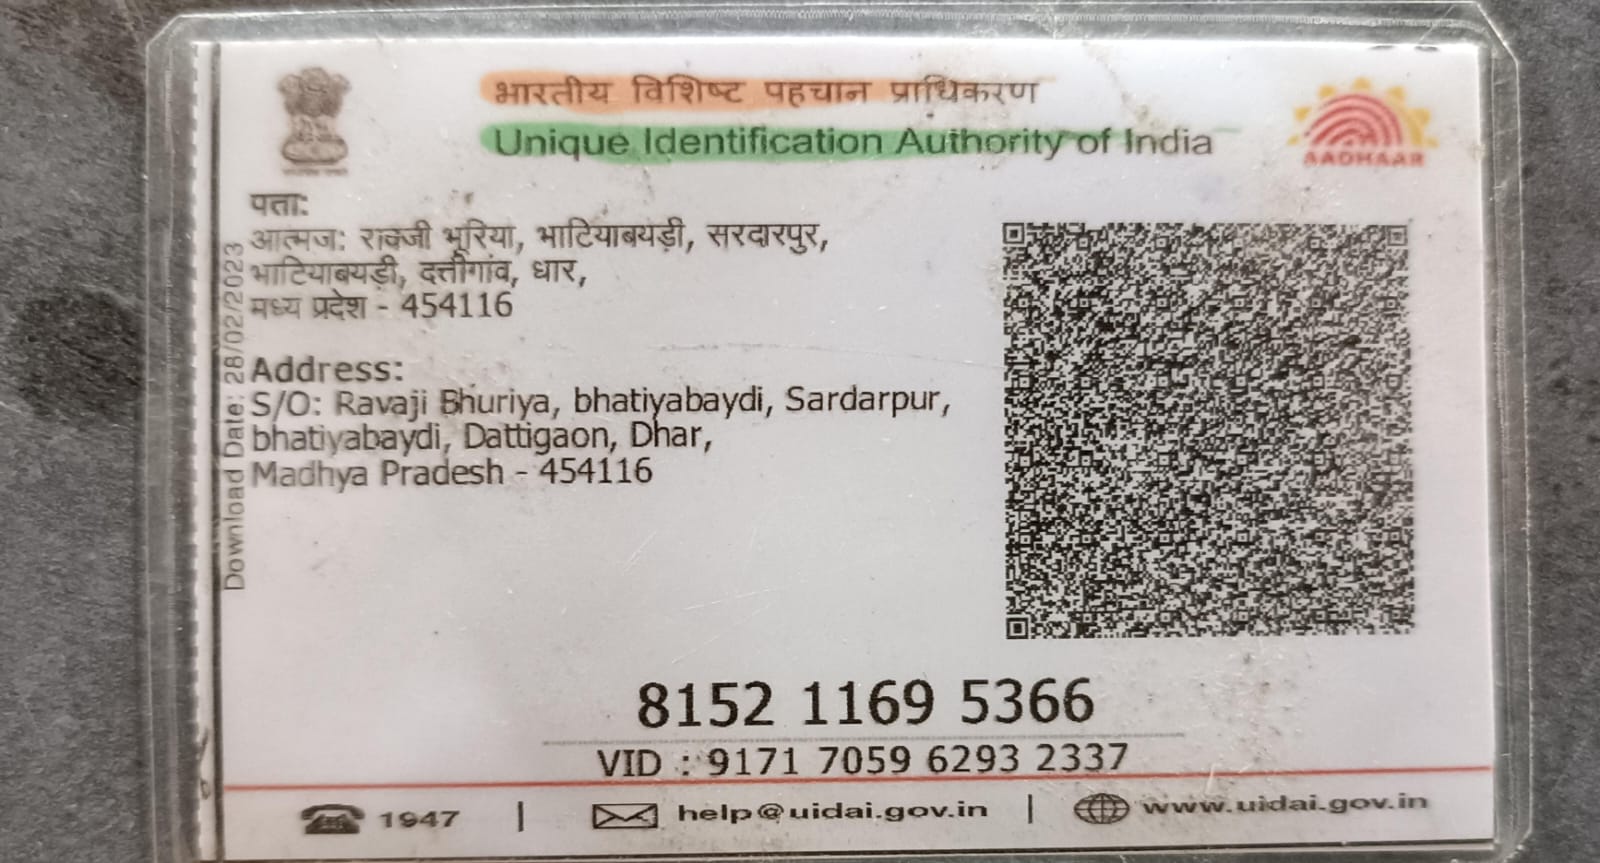 भारतीय विशिष्ट पहचान प्राधिकरण
Unique Identification Authority of India
AADHAAR
पता:
आत्मज: रावजी भूरिया, भाटियाबयड़ी, सरदारपुर,
भाटियाबयड़ी, दत्तीगांव, धार,
मध्य प्रदेश - 454116
Address:
S/O: Ravaji Bhuriya, bhatiyabaydi, Sardarpur,
bhatiyabaydi, Dattigaon, Dhar,
Madhya Pradesh - 454116
Download Date: 28/02/2023
8152 1169 5366
VID : 9171 7059 6293 2337
1947 | help@uidai.gov.in | www.uidai.gov.in